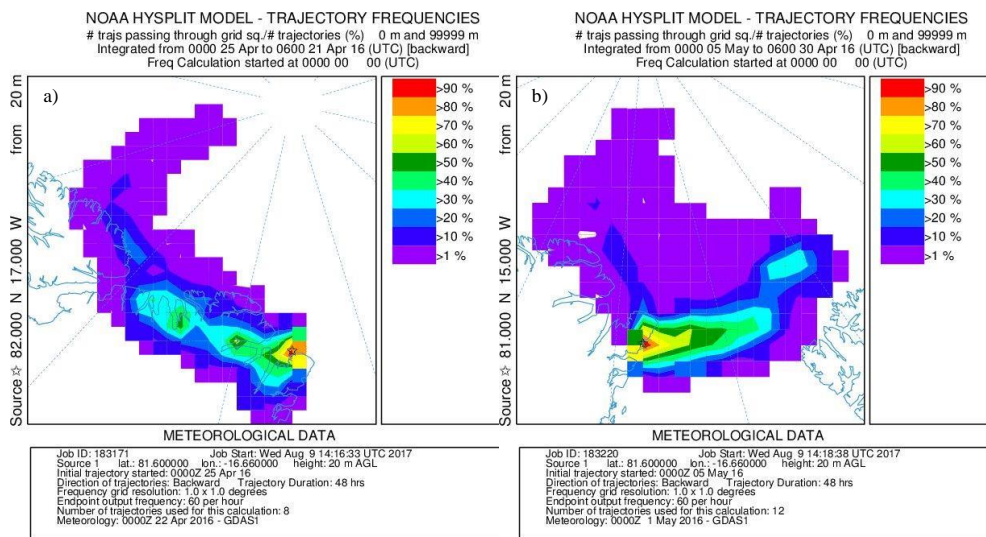 NOAA HYSPLIT MODEL - TRAJECTORY FREQUENCIES
# trajs passing through grid sq./# trajectories (%) 0 m and 99999 m
Integrated from 0000 25 Apr to 0600 21 Apr 16 (UTC) [backward]
Freq Calculation started at 0000 00 00 (UTC)
a)
Source ☆ 82.000 N 17.000 W from 20 m
>90 %
>80 %
>70 %
>60 %
>50 %
>40 %
>30 %
>20 %
>10 %
>1 %
METEOROLOGICAL DATA
Job ID: 183171 Job Start: Wed Aug 9 14:16:33 UTC 2017
Source 1 lat.: 81.600000 lon.: -16.660000 height: 20 m AGL
Initial trajectory started: 0000Z 25 Apr 16
Direction of trajectories: Backward Trajectory Duration: 48 hrs
Frequency grid resolution: 1.0 x 1.0 degrees
Endpoint output frequency: 60 per hour
Number of trajectories used for this calculation: 8
Meteorology: 0000Z 22 Apr 2016 - GDAS1
NOAA HYSPLIT MODEL - TRAJECTORY FREQUENCIES
# trajs passing through grid sq./# trajectories (%) 0 m and 99999 m
Integrated from 0000 05 May to 0600 30 Apr 16 (UTC) [backward]
Freq Calculation started at 0000 00 00 (UTC)
b)
Source ☆ 81.000 N 15.000 W from 20 m
>90 %
>80 %
>70 %
>60 %
>50 %
>40 %
>30 %
>20 %
>10 %
>1 %
METEOROLOGICAL DATA
Job ID: 183220 Job Start: Wed Aug 9 14:18:38 UTC 2017
Source 1 lat.: 81.600000 lon.: -16.660000 height: 20 m AGL
Initial trajectory started: 0000Z 05 May 16
Direction of trajectories: Backward Trajectory Duration: 48 hrs
Frequency grid resolution: 1.0 x 1.0 degrees
Endpoint output frequency: 60 per hour
Number of trajectories used for this calculation: 12
Meteorology: 0000Z 1 May 2016 - GDAS1